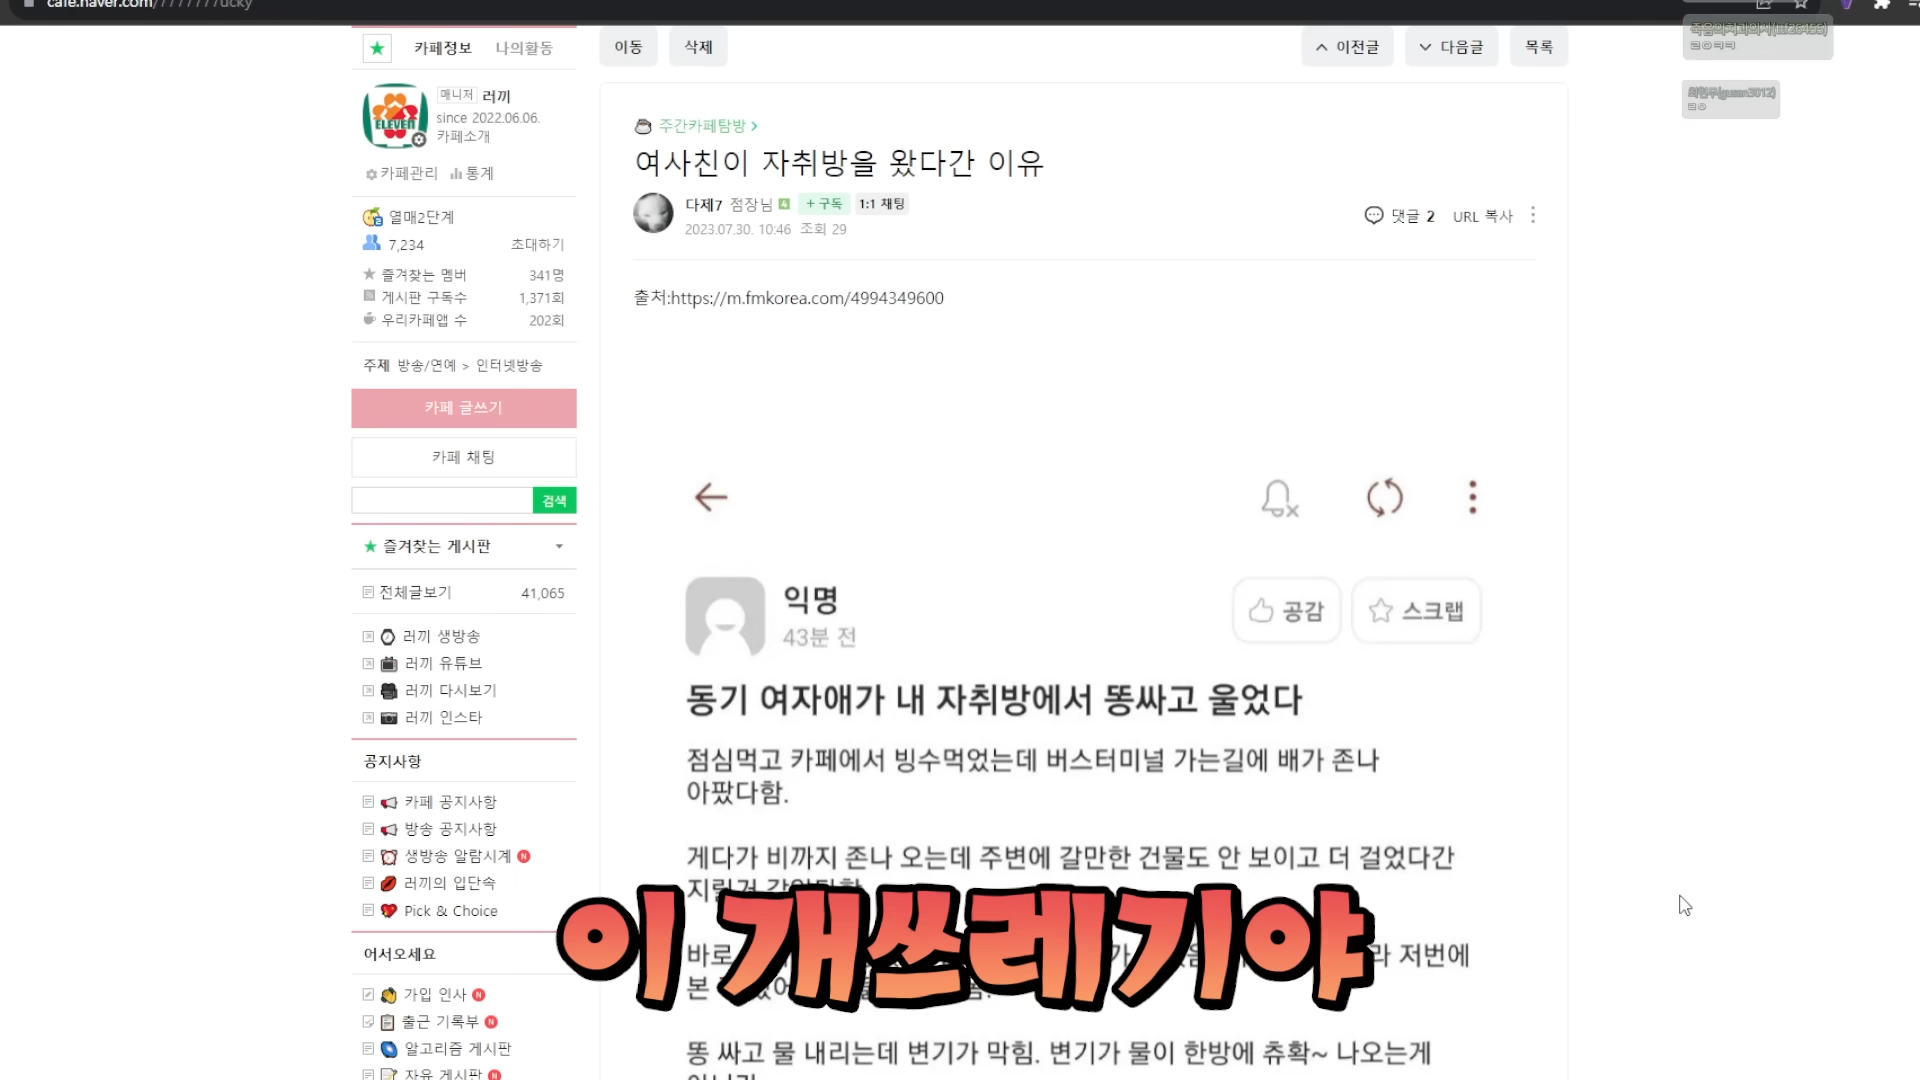 cafe.naver.com/7777777ucky
카페정보 나의활동
매니저 러끼
ELEVEN
since 2022.06.06.
카페소개
카페관리 통계
열매2단계
7,234 초대하기
즐겨찾는 멤버 341명
게시판 구독수 1,371회
우리카페앱 수 202회
주제 방송/연예 > 인터넷방송
카페 글쓰기
카페 채팅
검색
즐겨찾는 게시판
전체글보기 41,065
러끼 생방송
러끼 유튜브
러끼 다시보기
러끼 인스타
공지사항
카페 공지사항
방송 공지사항
생방송 알람시계 N
러끼의 입단속
Pick & Choice
어서오세요
가입 인사 N
출근 기록부 N
알고리즘 게시판
자유 게시판 N
이동 삭제 이전글 다음글 목록
주간카페탐방 >
여사친이 자취방을 왔다간 이유
다제7 점장님 4 + 구독 1:1 채팅
2023.07.30. 10:46 조회 29
댓글 2 URL 복사
출처:https://m.fmkorea.com/4994349600
익명
43분 전
공감 스크랩
동기 여자애가 내 자취방에서 똥싸고 울었다
점심먹고 카페에서 빙수먹었는데 버스터미널 가는길에 배가 존나
아팠다함.
게다가 비까지 존나 오는데 주변에 갈만한 건물도 안 보이고 더 걸었다간
바로 저번에
본
이 개쓰레기야
똥 싸고 물 내리는데 변기가 막힘. 변기가 물이 한방에 츄확~ 나오는게
ㄹㅇㅋㅋ
ㄹㅇ